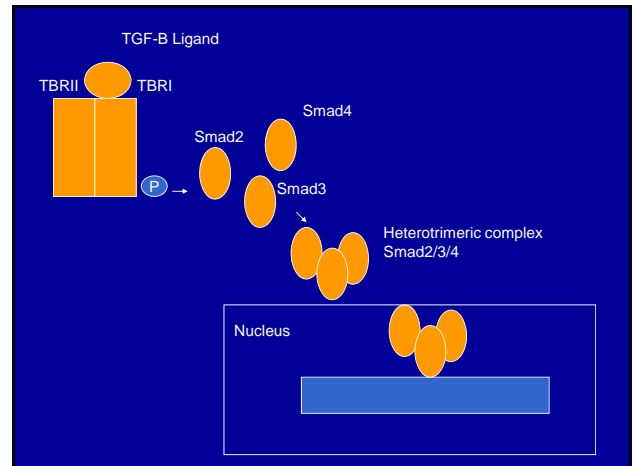 TGF-B Ligand
TBRII
TBRI
Smad4
Smad2
P
Smad3
Heterotrimeric complex
Smad2/3/4
Nucleus